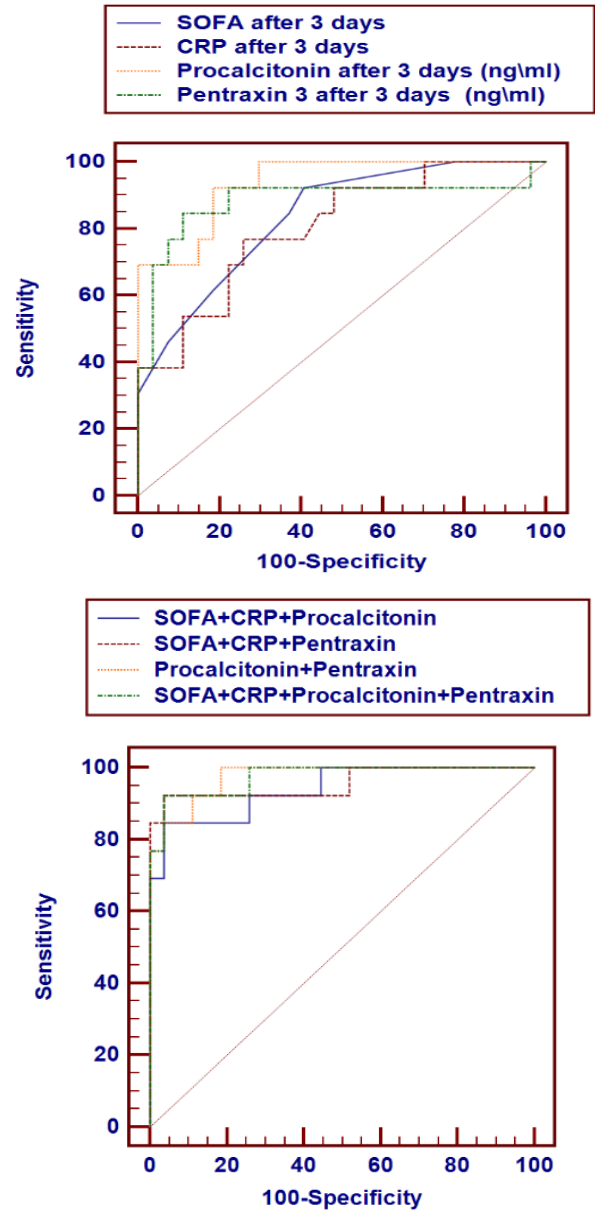 SOFA after 3 days
CRP after 3 days
Procalcitonin after 3 days (ng\ml)
Pentraxin 3 after 3 days (ng\ml)
100
80
60
40
20
0
Sensitivity
0 20 40 60 80 100
100-Specificity
SOFA+CRP+Procalcitonin
SOFA+CRP+Pentraxin
Procalcitonin+Pentraxin
SOFA+CRP+Procalcitonin+Pentraxin
100
80
60
40
20
0
Sensitivity
0 20 40 60 80 100
100-Specificity